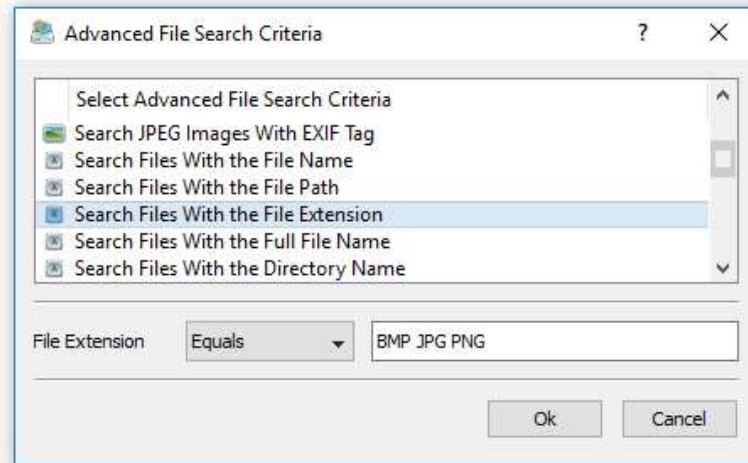 Advanced File Search Criteria
Select Advanced File Search Criteria
Search JPEG Images With EXIF Tag
Search Files With the File Name
Search Files With the File Path
Search Files With the File Extension
Search Files With the Full File Name
Search Files With the Directory Name
File Extension Equals BMP JPG PNG
Ok Cancel